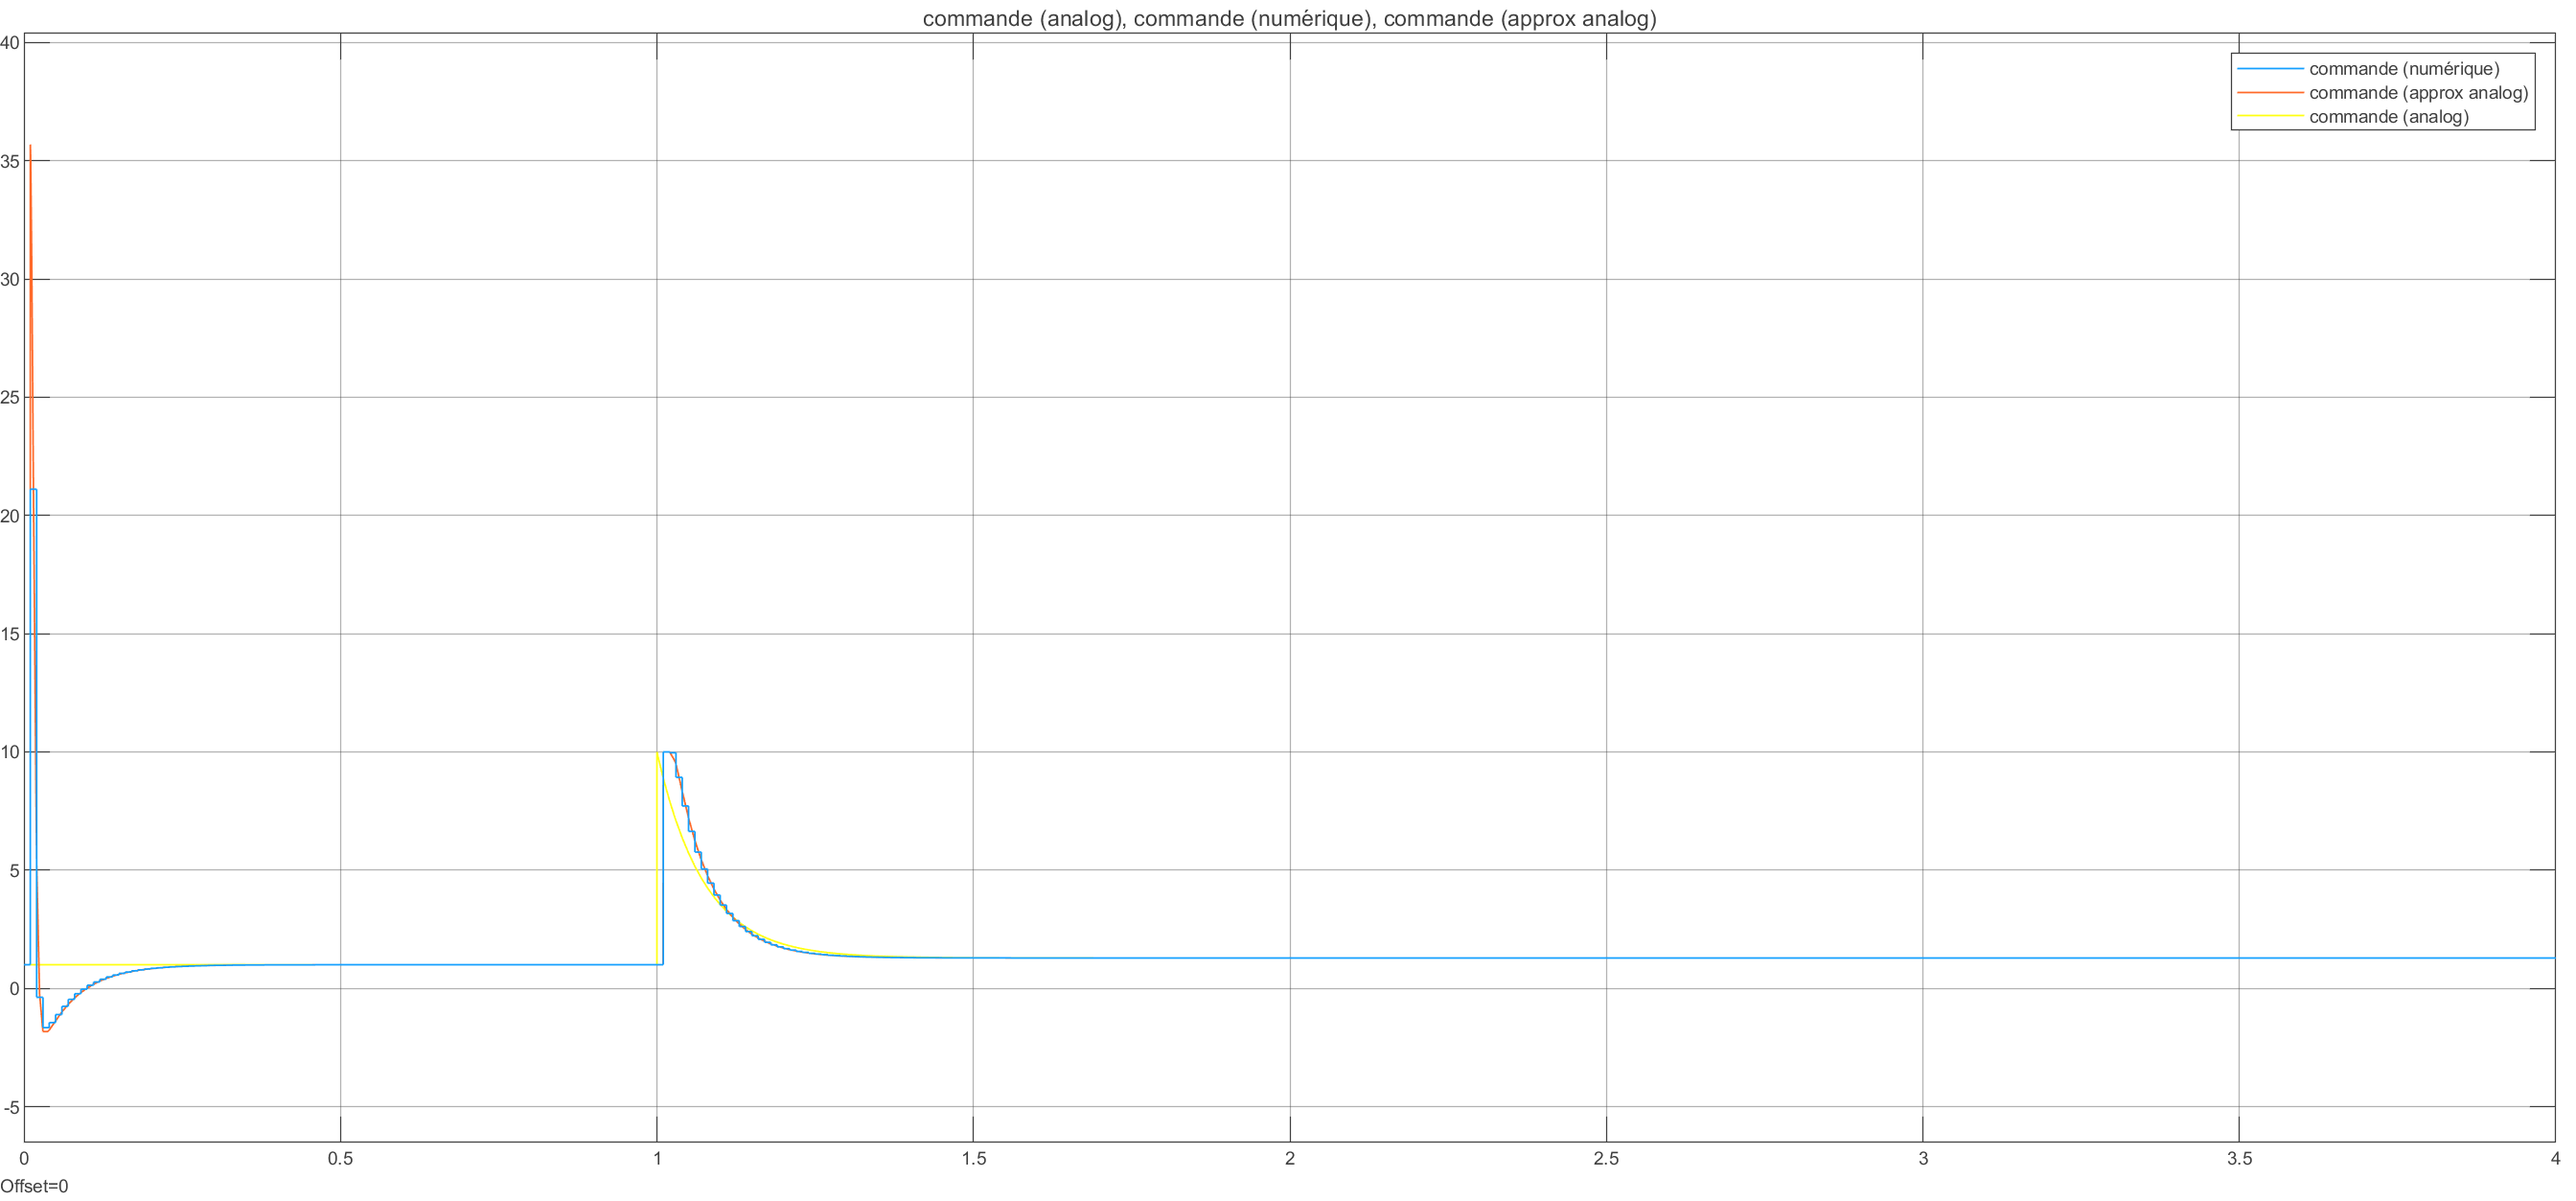 commande (analog), commande (numérique), commande (approx analog)
40
35
30
25
20
15
10
5
0
-5
commande (numérique)
commande (approx analog)
commande (analog)
0 0.5 1 1.5 2 2.5 3 3.5 4
Offset=0